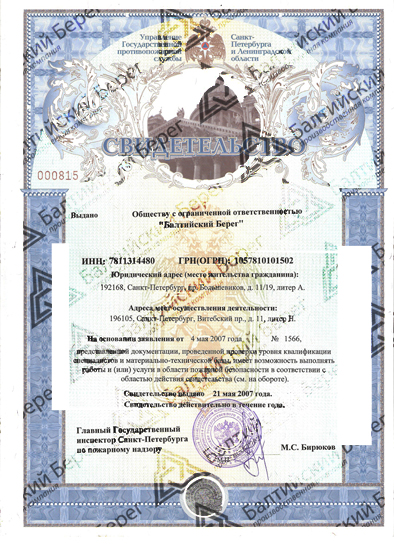 Управление
Государственной
противопожарной
службы
Санкт-
Петербурга
и Ленинградской
области
СВИДЕТЕЛЬСТВО
000815
Выдано Обществу с ограниченной ответственностью
"Балтийский Берег"
ИНН: 7811314480 ГРН(ОГРН): 1057810101502
Юридический адрес (место жительства гражданина):
192168, Санкт-Петербург, пр. Большевиков, д. 11/19, литер А.
Адреса мест осуществления деятельности:
196105, Санкт-Петербург, Витебский пр., д. 11, литер Н.
На основании заявления от 4 мая 2007 года № 1566,
представленной документации, проведенной проверки уровня квалификации
специалистов и материально-технической базы, имеет возможность выполнять
работы и (или) услуги в области пожарной безопасности в соответствии с
областью действия свидетельства (см. на обороте).
Свидетельство выдано 21 мая 2007 года.
Свидетельство действительно в течение года.
Главный Государственный
инспектор Санкт-Петербурга
по пожарному надзору
М.С. Бирюков
Балтийский Берег
производственная компания